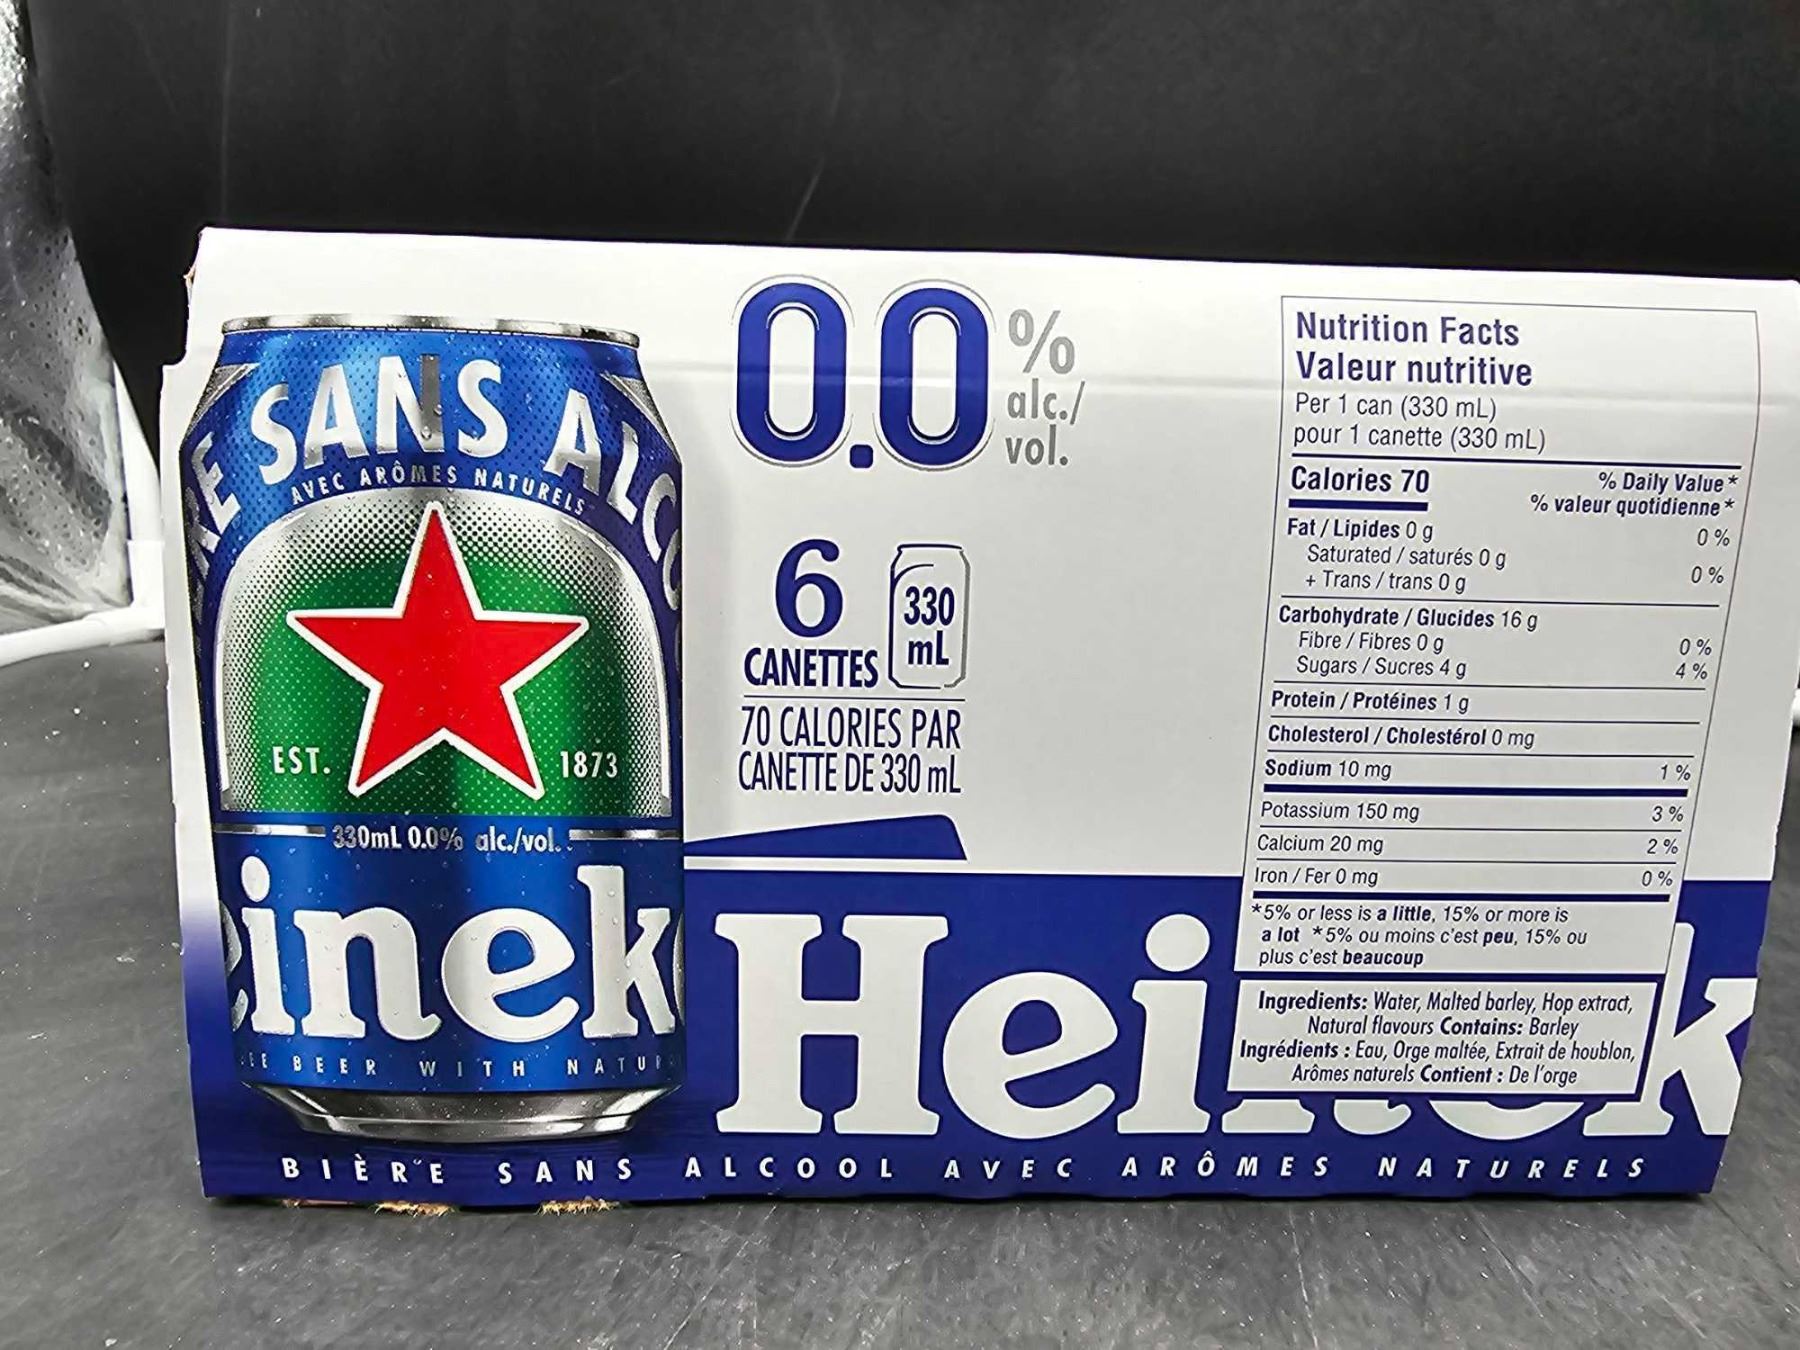 RE SANS ALCO
AVEC ARÔMES NATURELS
EST. 1873
330mL 0.0% alc./vol.
einek
EE BEER WITH NATUR
0.0%
alc./
vol.
6
CANETTES
330
mL
70 CALORIES PAR
CANETTE DE 330 mL
Nutrition Facts
Valeur nutritive
Per 1 can (330 mL)
pour 1 canette (330 mL)
Calories 70 % Daily Value*
% valeur quotidienne*
Fat / Lipides 0 g 0 %
Saturated / saturés 0 g
+ Trans / trans 0 g 0 %
Carbohydrate / Glucides 16 g
Fibre / Fibres 0 g 0 %
Sugars / Sucres 4 g 4 %
Protein / Protéines 1 g
Cholesterol / Cholestérol 0 mg
Sodium 10 mg 1 %
Potassium 150 mg 3 %
Calcium 20 mg 2 %
Iron / Fer 0 mg 0 %
*5% or less is a little, 15% or more is
a lot *5% ou moins c'est peu, 15% ou
plus c'est beaucoup
Ingredients: Water, Malted barley, Hop extract,
Natural flavours Contains: Barley
Ingrédients : Eau, Orge maltée, Extrait de houblon,
Arômes naturels Contient : De l'orge
Heinek
BIÈRE SANS ALCOOL AVEC ARÔMES NATURELS